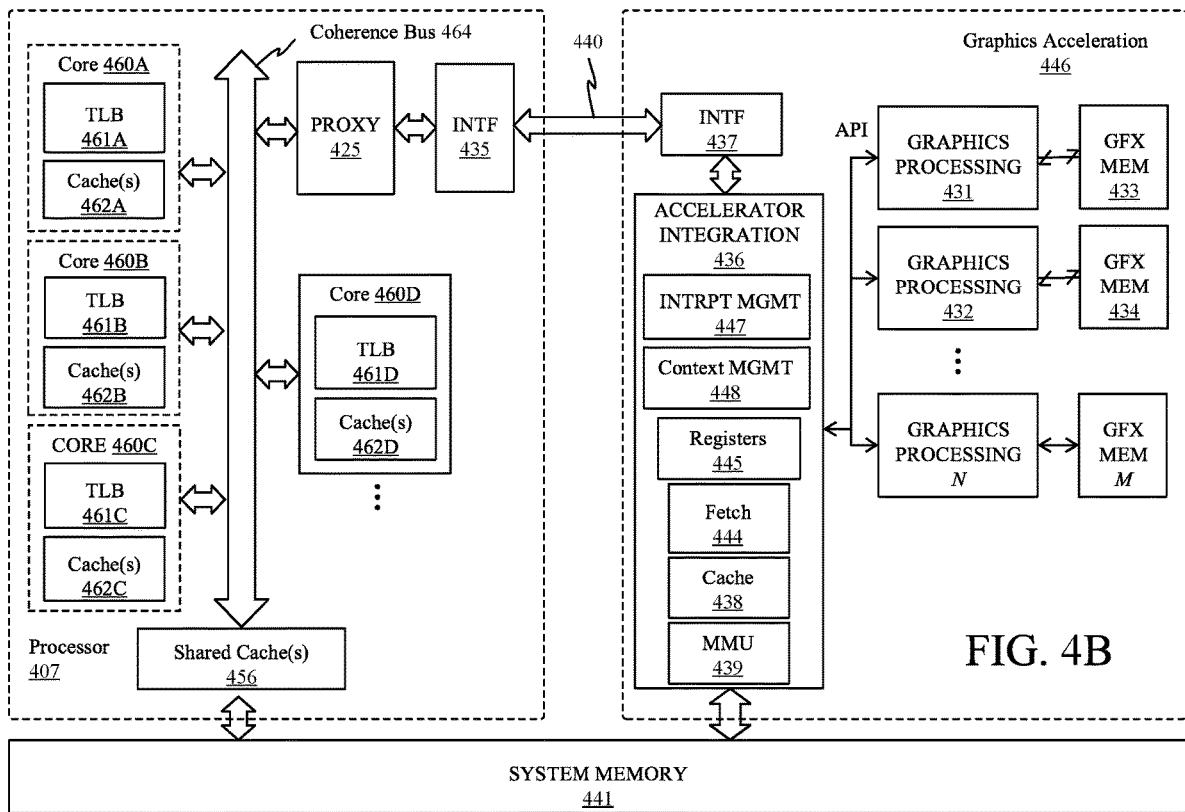 Coherence Bus 464
Core 460A
TLB
461A
Cache(s)
462A
Core 460B
TLB
461B
Cache(s)
462B
CORE 460C
TLB
461C
Cache(s)
462C
Processor
407
Shared Cache(s)
456
PROXY
425
INTF
435
Core 460D
TLB
461D
Cache(s)
462D
440
Graphics Acceleration
446
INTF
437
ACCELERATOR
INTEGRATION
436
INTRPT MGMT
447
Context MGMT
448
Registers
445
Fetch
444
Cache
438
MMU
439
API
GRAPHICS
PROCESSING
431
GFX
MEM
433
GRAPHICS
PROCESSING
432
GFX
MEM
434
GRAPHICS
PROCESSING
N
GFX
MEM
M
FIG. 4B
SYSTEM MEMORY
441